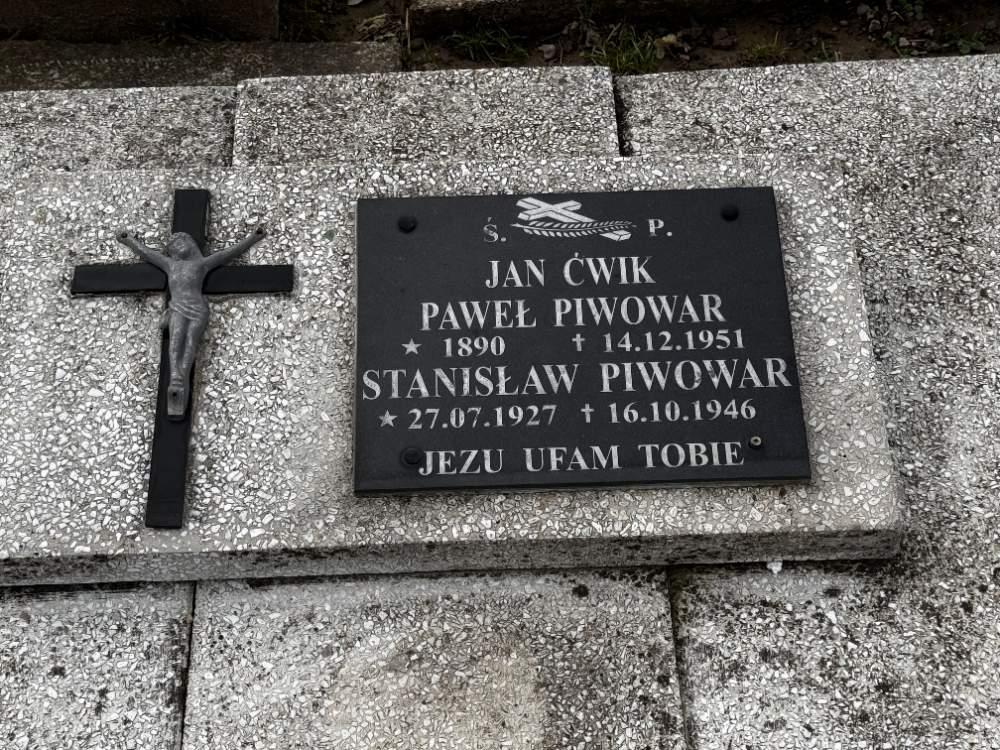 Ś. P.
JAN ĆWIK
PAWEŁ PIWOWAR
* 1890 † 14.12.1951
STANISŁAW PIWOWAR
* 27.07.1927 † 16.10.1946
JEZU UFAM TOBIE